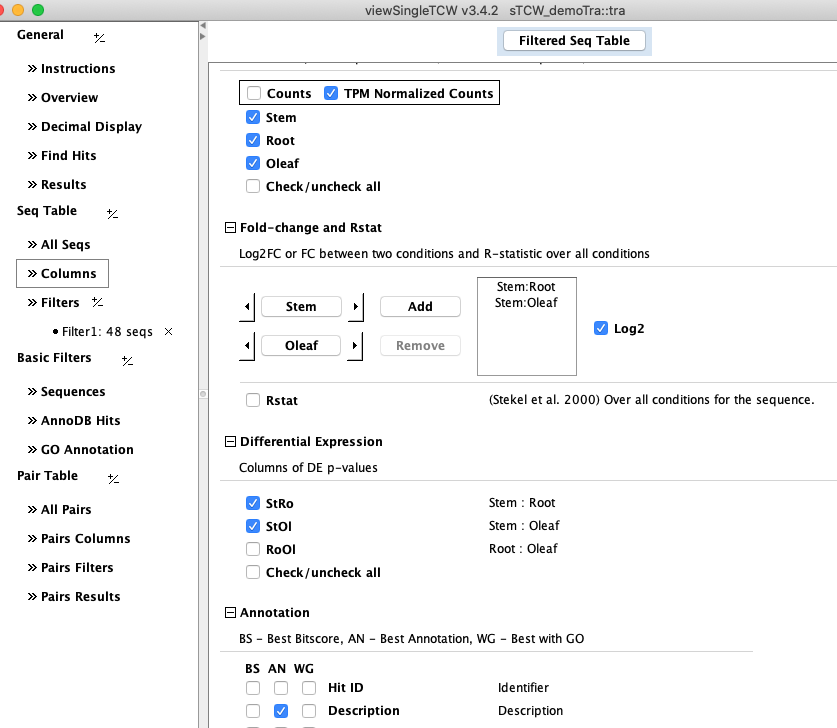 viewSingleTCW v3.4.2 sTCW_demoTra::tra
General
+/-
>> Instructions
>> Overview
>> Decimal Display
>> Find Hits
>> Results
Seq Table
+/-
>> All Seqs
>> Columns
>> Filters
+/-
• Filter1: 48 seqs ×
Basic Filters
+/-
>> Sequences
>> AnnoDB Hits
>> GO Annotation
Pair Table
+/-
>> All Pairs
>> Pairs Columns
>> Pairs Filters
>> Pairs Results
Filtered Seq Table
Counts TPM Normalized Counts
Stem
Root
Oleaf
Check/uncheck all
Fold-change and Rstat
Log2FC or FC between two conditions and R-statistic over all conditions
Stem Add
Oleaf Remove
Stem:Root
Stem:Oleaf
Log2
Rstat (Stekel et al. 2000) Over all conditions for the sequence.
Differential Expression
Columns of DE p-values
StRo Stem : Root
StOl Stem : Oleaf
RoOl Root : Oleaf
Check/uncheck all
Annotation
BS - Best Bitscore, AN - Best Annotation, WG - Best with GO
BS AN WG
Hit ID Identifier
Description Description